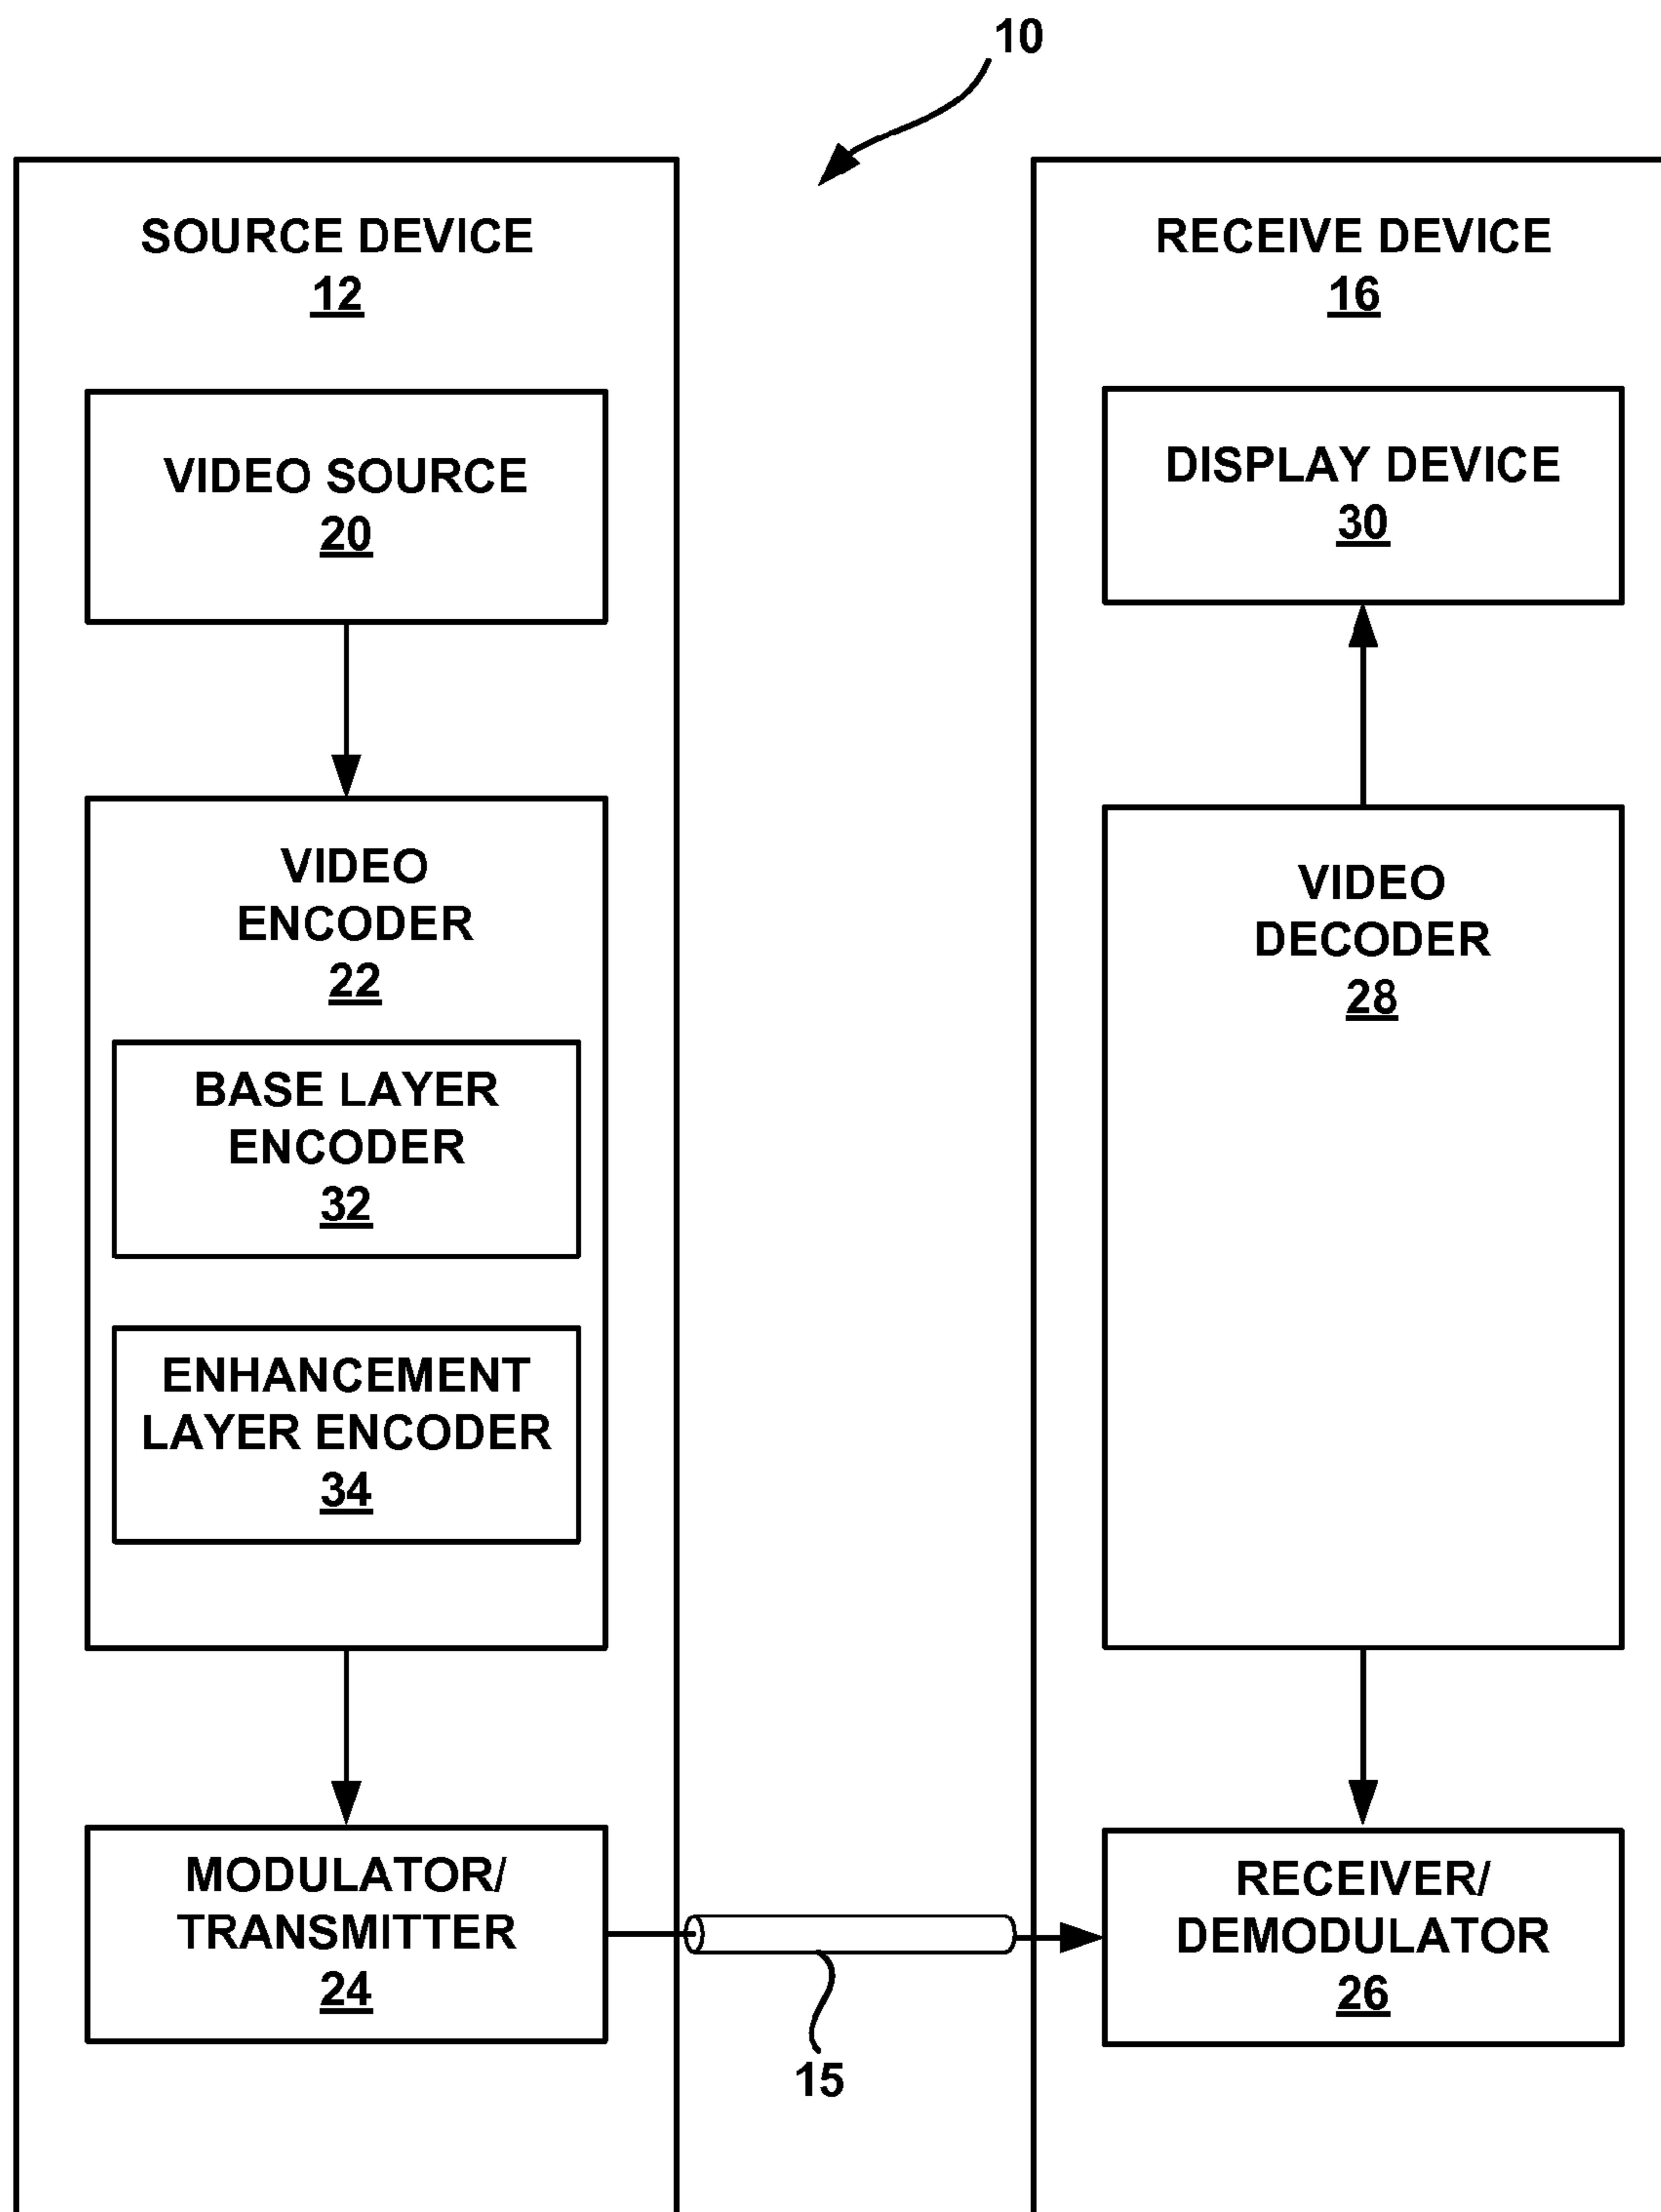 10
SOURCE DEVICE
12
VIDEO SOURCE
20
VIDEO
ENCODER
22
BASE LAYER
ENCODER
32
ENHANCEMENT
LAYER ENCODER
34
MODULATOR/
TRANSMITTER
24
15
RECEIVE DEVICE
16
DISPLAY DEVICE
30
VIDEO
DECODER
28
RECEIVER/
DEMODULATOR
26